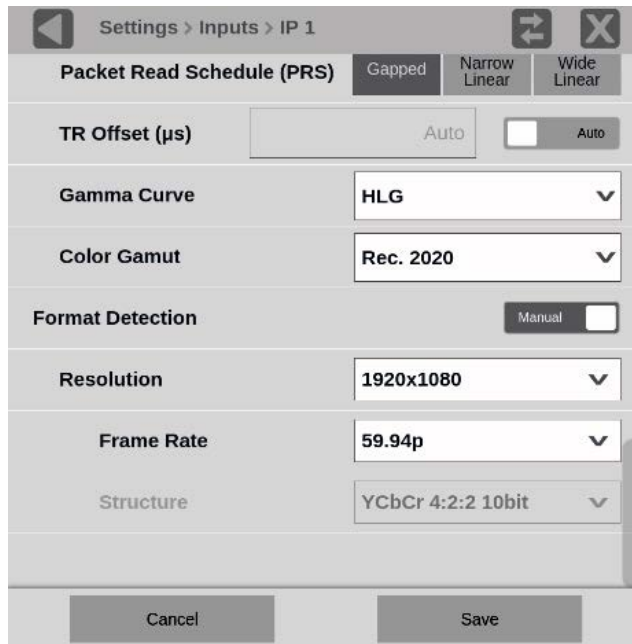 Settings > Inputs > IP 1
Packet Read Schedule (PRS) Gapped Narrow Linear Wide Linear
TR Offset (µs) Auto Auto
Gamma Curve HLG
Color Gamut Rec. 2020
Format Detection Manual
Resolution 1920x1080
Frame Rate 59.94p
Structure YCbCr 4:2:2 10bit
Cancel Save